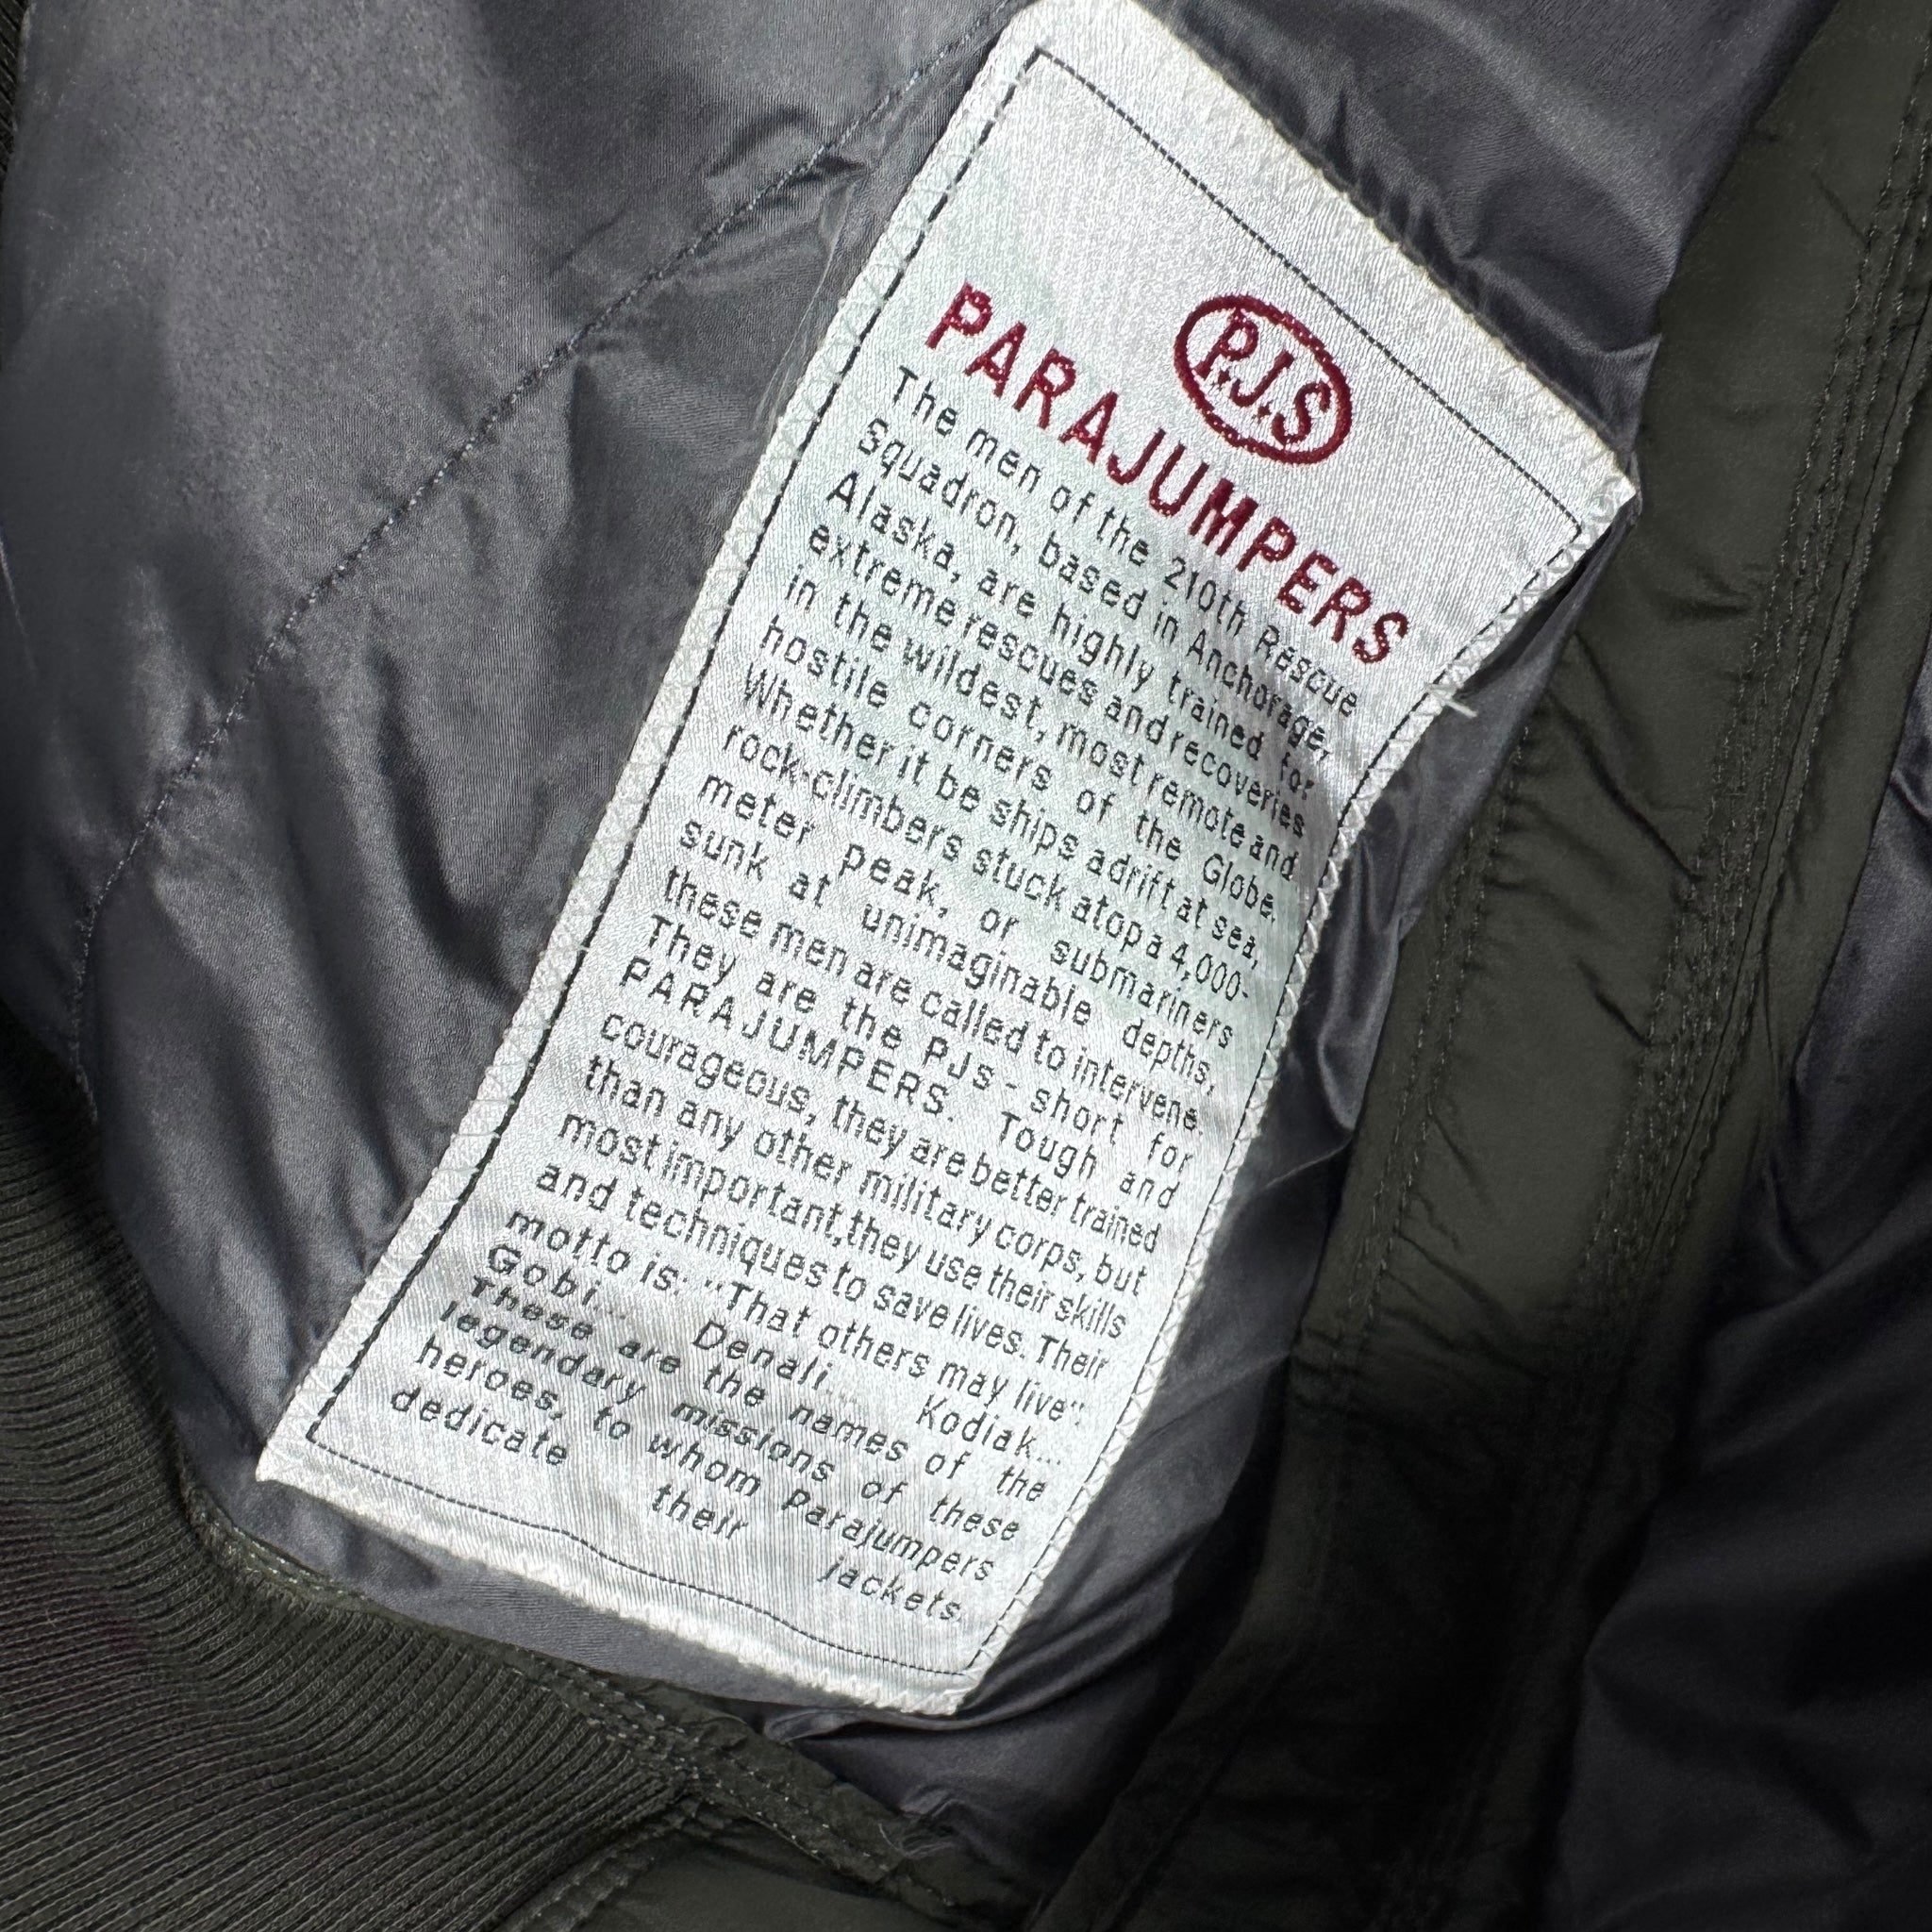 P.J.S
PARAJUMPERS
The men of the 210th Rescue
Squadron, based in Anchorage,
Alaska, are highly trained for
extreme rescues and recoveries
in the wildest, most remote and
hostile corners of the Globe.
Whether it be ships adrift at sea,
rock-climbers stuck atop a 4,000-
meter peak, or submariners
sunk at unimaginable depths,
these men are called to intervene.
They are the PJs - short for
PARAJUMPERS. Tough and
courageous, they are better trained
than any other military corps, but
most important,they use their skills
and techniques to save lives. Their
motto is: "That others may live".
Gobi... Denali... Kodiak...
These are the names of the
legendary missions of these
heroes, to whom Parajumpers
dedicate their jackets.